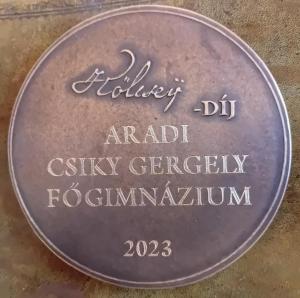 Kölcsey
-DÍJ
ARADI
CSIKY GERGELY
FŐGIMNÁZIUM
2023